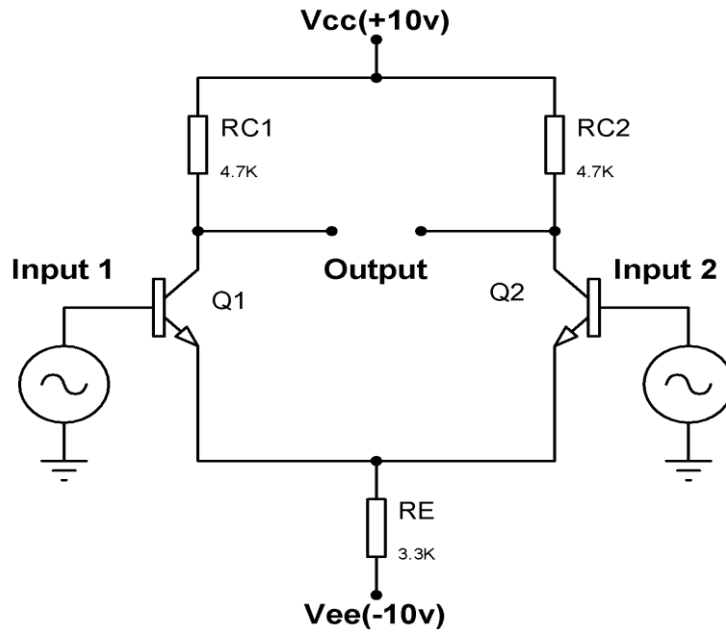 Vcc(+10v)
RC1
4.7K
RC2
4.7K
Input 1
Output
Input 2
Q1
Q2
RE
3.3K
Vee(-10v)